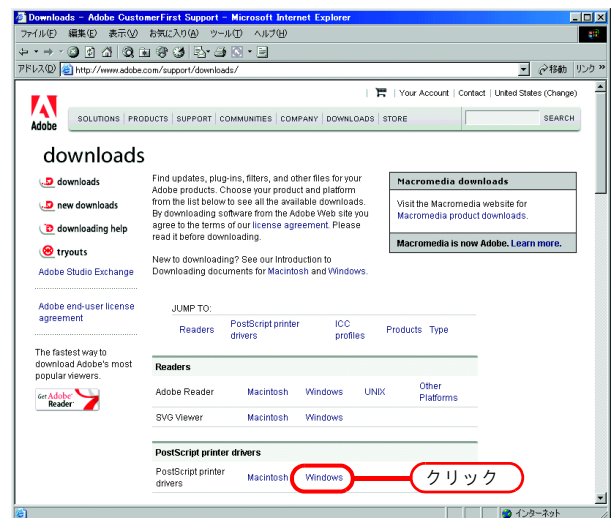 Downloads - Adobe CustomerFirst Support - Microsoft Internet Explorer
ファイル(F) 編集(E) 表示(V) お気に入り(A) ツール(T) ヘルプ(H)
アドレス(D) http://www.adobe.com/support/downloads/ 移動 リンク »
Your Account | Contact | United States (Change)
Adobe
SOLUTIONS | PRODUCTS | SUPPORT | COMMUNITIES | COMPANY | DOWNLOADS | STORE SEARCH
downloads
downloads
new downloads
downloading help
tryouts
Adobe Studio Exchange
Adobe end-user license
agreement
The fastest way to
download Adobe's most
popular viewers.
Get Adobe
Reader
Find updates, plug-ins, filters, and other files for your
Adobe products. Choose your product and platform
from the list below to see all the available downloads.
By downloading software from the Adobe Web site you
agree to the terms of our license agreement. Please
read it before downloading.
New to downloading? See our Introduction to
Downloading documents for Macintosh and Windows.
Macromedia downloads
Visit the Macromedia website for
Macromedia product downloads.
Macromedia is now Adobe. Learn more.
JUMP TO:
Readers PostScript printer drivers ICC profiles Products Type
Readers
Adobe Reader Macintosh Windows UNIX Other Platforms
SVG Viewer Macintosh Windows
PostScript printer drivers
PostScript printer drivers Macintosh Windows
クリック
インターネット